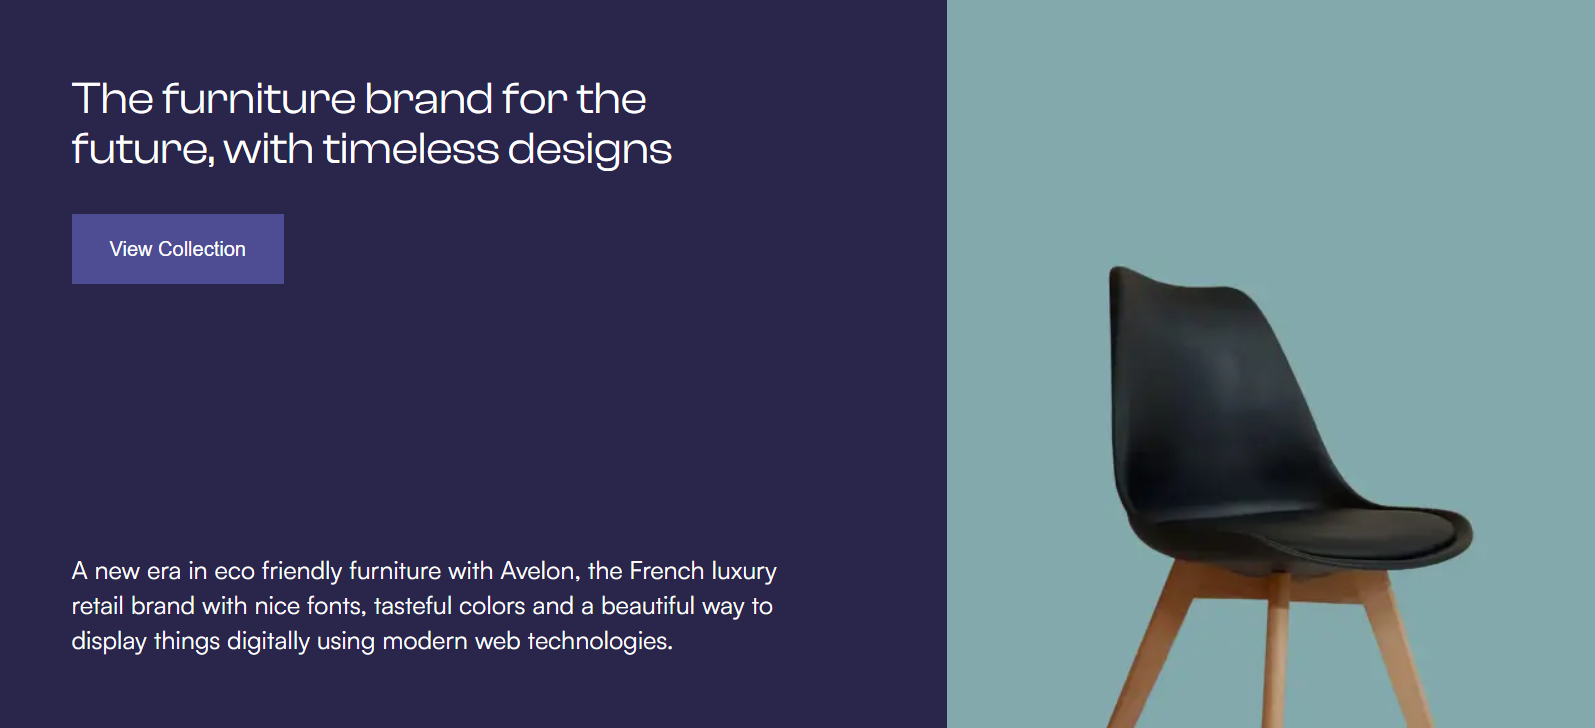 The furniture brand for the
future, with timeless designs
View Collection
A new era in eco friendly furniture with Avelon, the French luxury
retail brand with nice fonts, tasteful colors and a beautiful way to
display things digitally using modern web technologies.